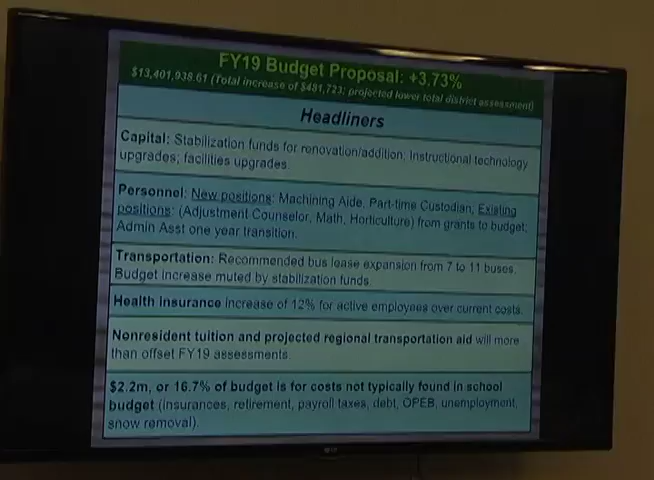 FY19 Budget Proposal: +3.73%
$13,401,938.61 (Total increase of $481,723; projected lower total district assessment)
Headliners
Capital: Stabilization funds for renovation/addition; Instructional technology
upgrades; facilities upgrades.
Personnel: New positions: Machining Aide, Part-time Custodian; Existing
positions: (Adjustment Counselor, Math, Horticulture) from grants to budget;
Admin Asst one year transition.
Transportation: Recommended bus lease expansion from 7 to 11 buses.
Budget increase muted by stabilization funds.
Health insurance increase of 12% for active employees over current costs.
Nonresident tuition and projected regional transportation aid will more
than offset FY19 assessments.
$2.2m, or 16.7% of budget is for costs not typically found in school
budget (insurances, retirement, payroll taxes, debt, OPEB, unemployment,
snow removal).
LG